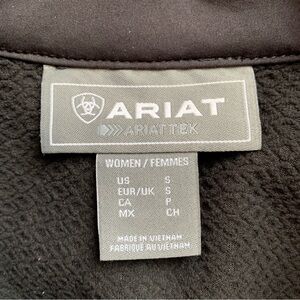 ARIAT
ARIATTEK
WOMEN / FEMMES
US S
EUR/UK S
CA P
MX CH
MADE IN VIETNAM
FABRIQUÉ AU VIETNAM